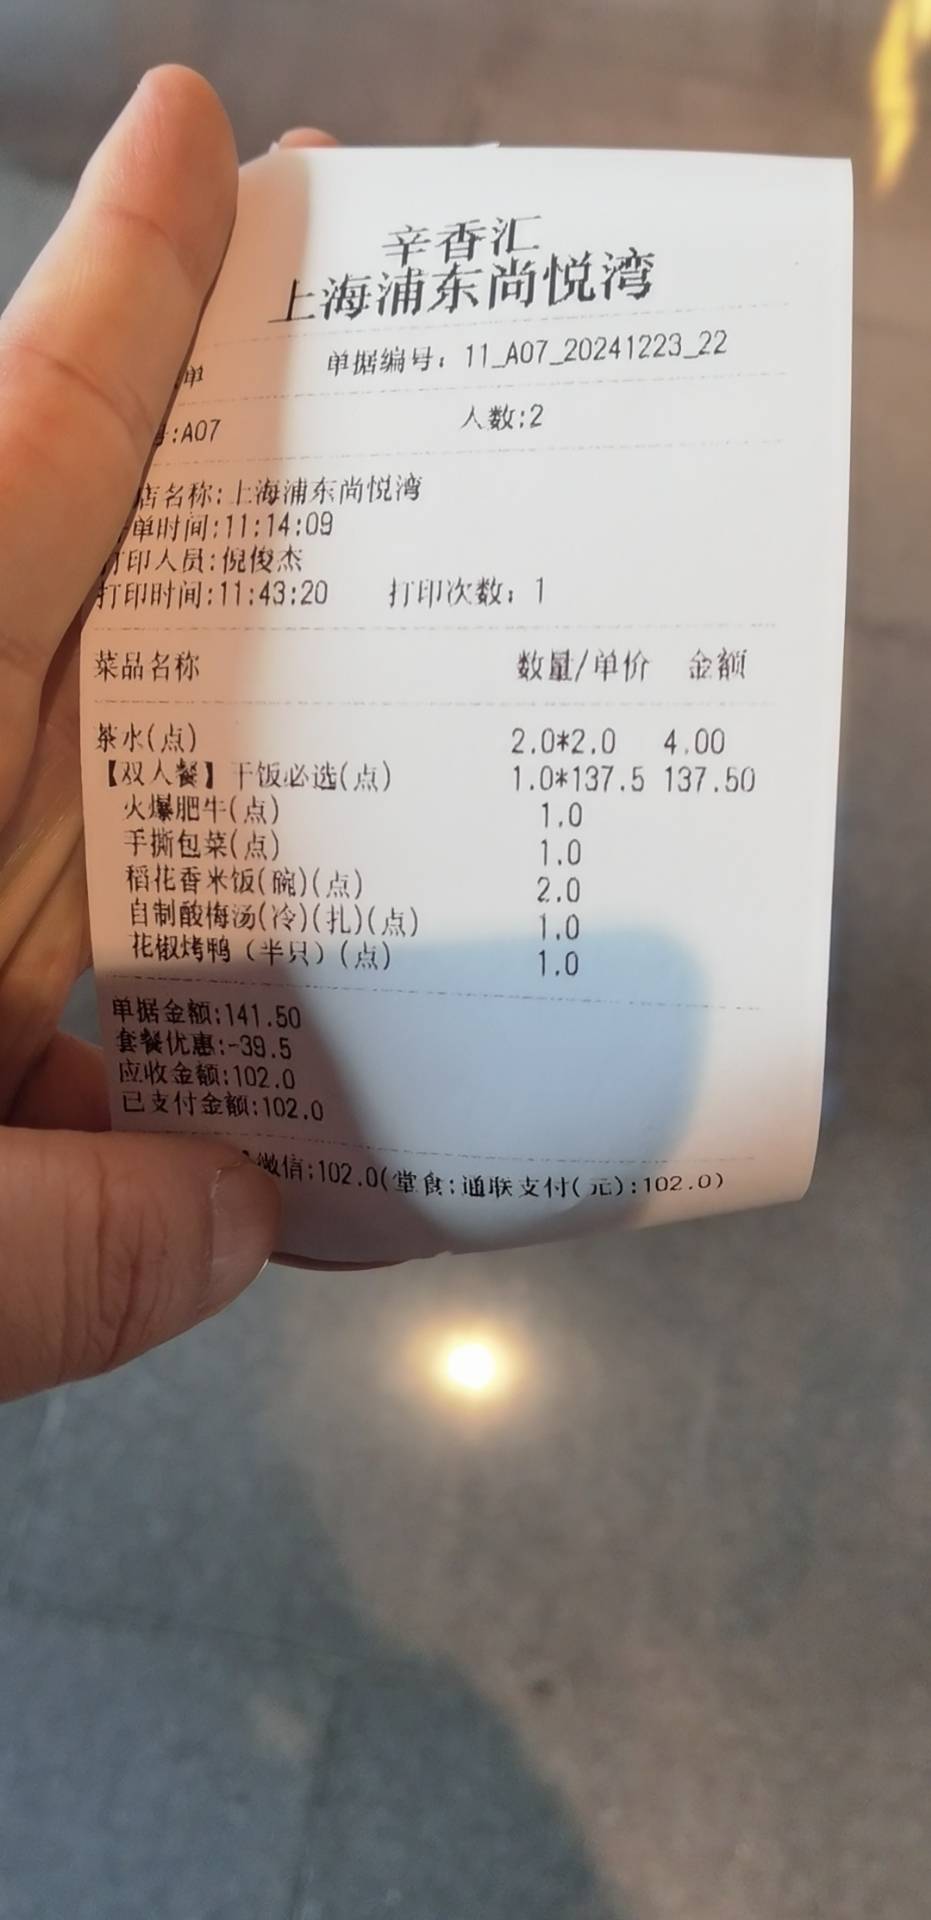 辛香汇
上海浦东尚悦湾
单 单据编号：11_A07_20241223_22
号:A07 人数:2
店名称:上海浦东尚悦湾
单时间:11:14:09
打印人员:倪俊杰
打印时间:11:43:20 打印次数：1
菜品名称 数量/单价 金额
茶水(点) 2.0*2.0 4.00
【双人餐】干饭必选(点) 1.0*137.5 137.50
火爆肥牛(点) 1.0
手撕包菜(点) 1.0
稻花香米饭(碗)(点) 2.0
自制酸梅汤(冷)(扎)(点) 1.0
花椒烤鸭（半只）(点) 1.0
单据金额:141.50
套餐优惠:-39.5
应收金额:102.0
已支付金额:102.0
微信:102.0(堂食:通联支付(元):102.0)